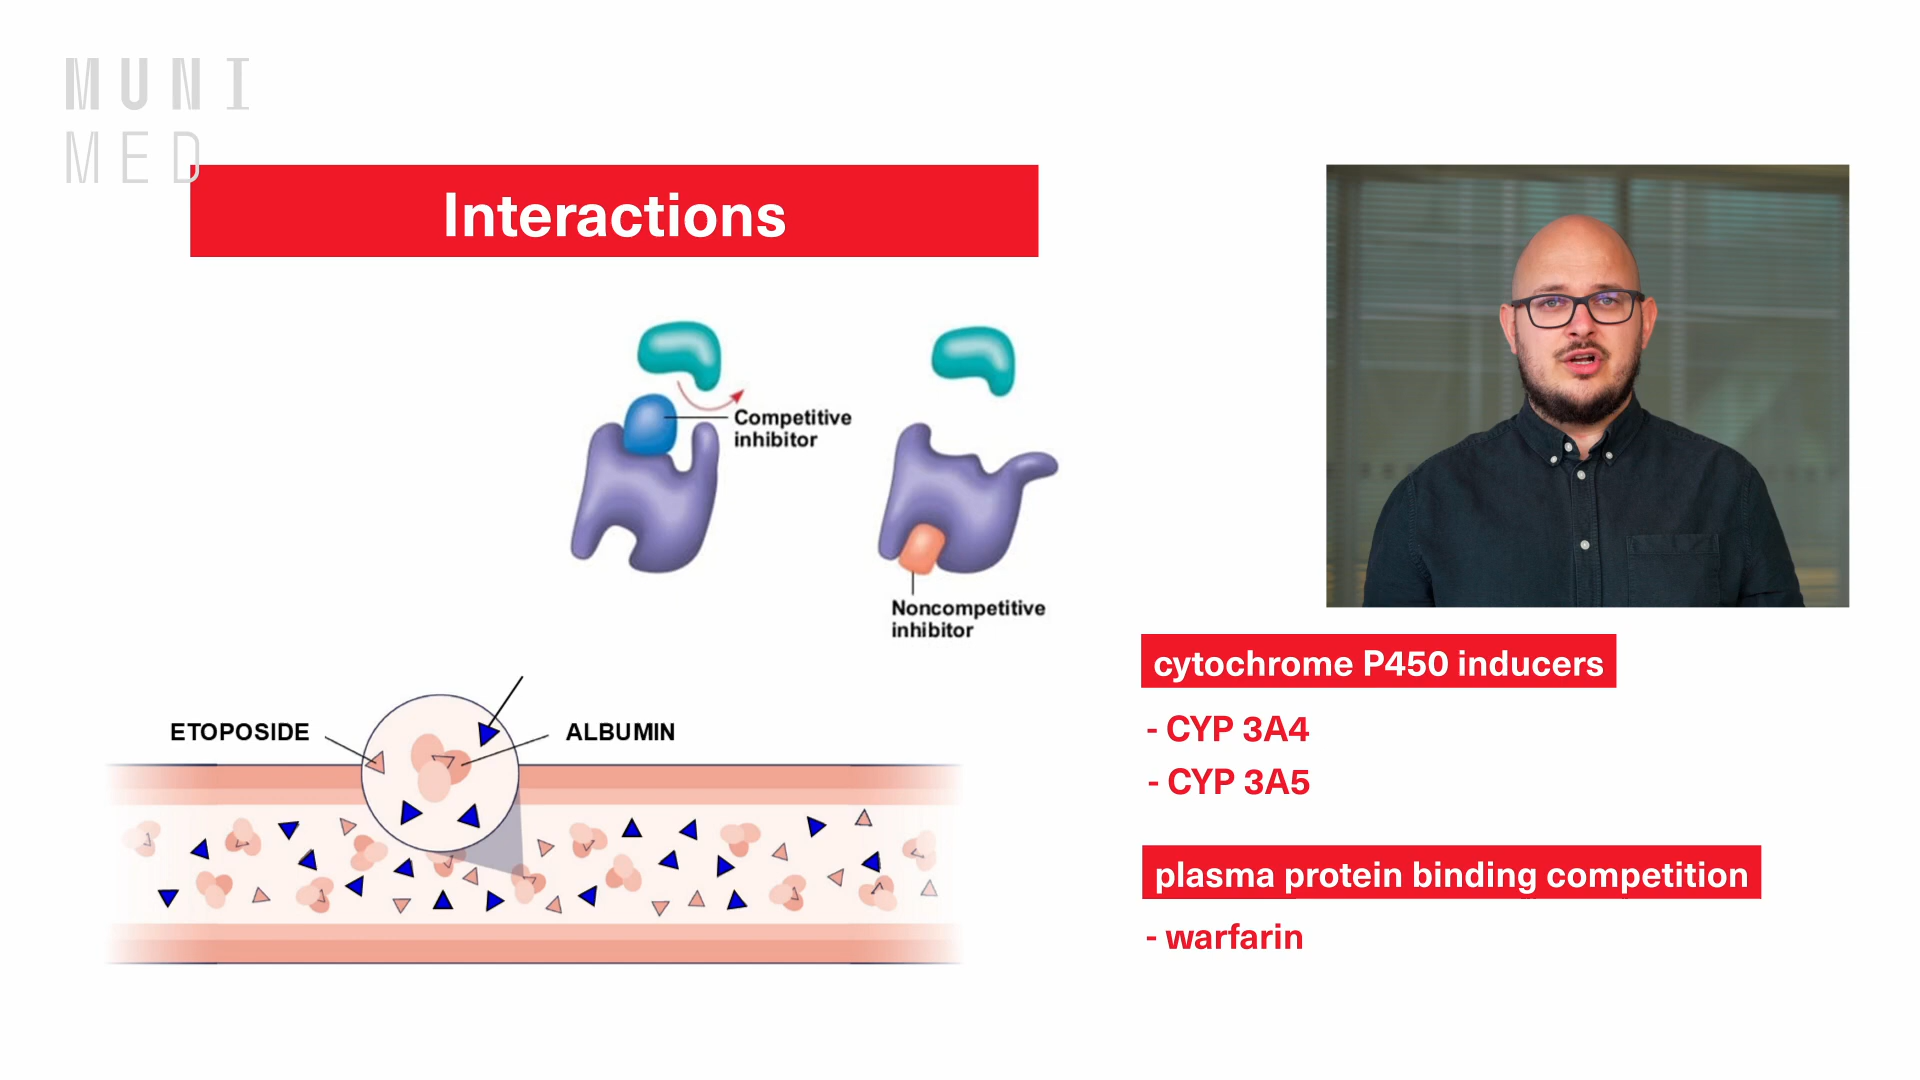 MUNI
MED
Interactions
Competitive
inhibitor
Noncompetitive
inhibitor
ETOPOSIDE
ALBUMIN
cytochrome P450 inducers
- CYP 3A4
- CYP 3A5
plasma protein binding competition
- warfarin